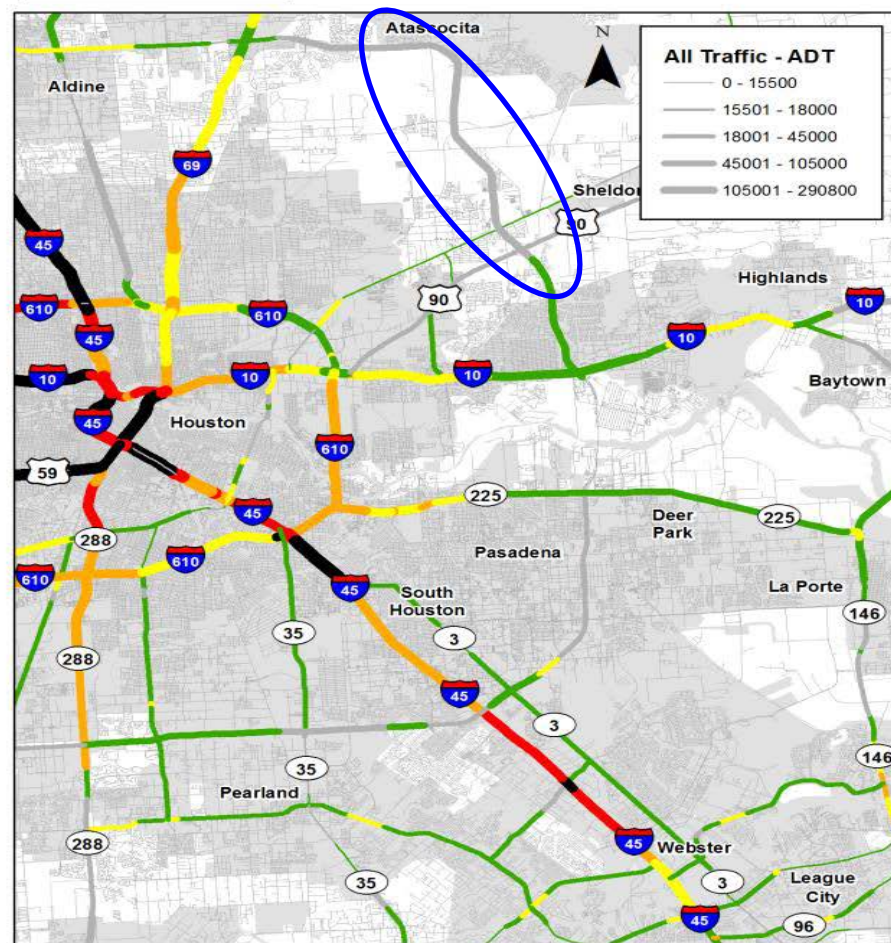 Atascocita
N
All Traffic - ADT
0 - 15500
15501 - 18000
18001 - 45000
45001 - 105000
105001 - 290800
Aldine
69
Sheldon
90
45
Highlands
90
10
610
610
45
10
10
10
Baytown
45
Houston
610
59
225
45
Deer
Park
225
288
Pasadena
610
610
La Porte
45
South
Houston
146
35
3
288
45
3
35
146
Pearland
288
45
Webster
35
3
League
City
45
96